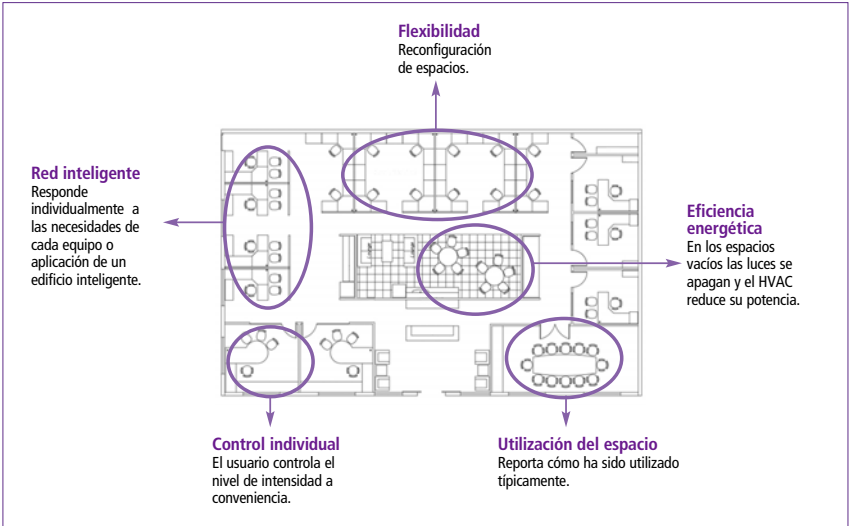 Flexibilidad
Reconfiguración
de espacios.
Red inteligente
Responde
individualmente a
las necesidades de
cada equipo o
aplicación de un
edificio inteligente.
Eficiencia
energética
En los espacios
vacíos las luces se
apagan y el HVAC
reduce su potencia.
Control individual
El usuario controla el
nivel de intensidad a
conveniencia.
Utilización del espacio
Reporta cómo ha sido utilizado
típicamente.